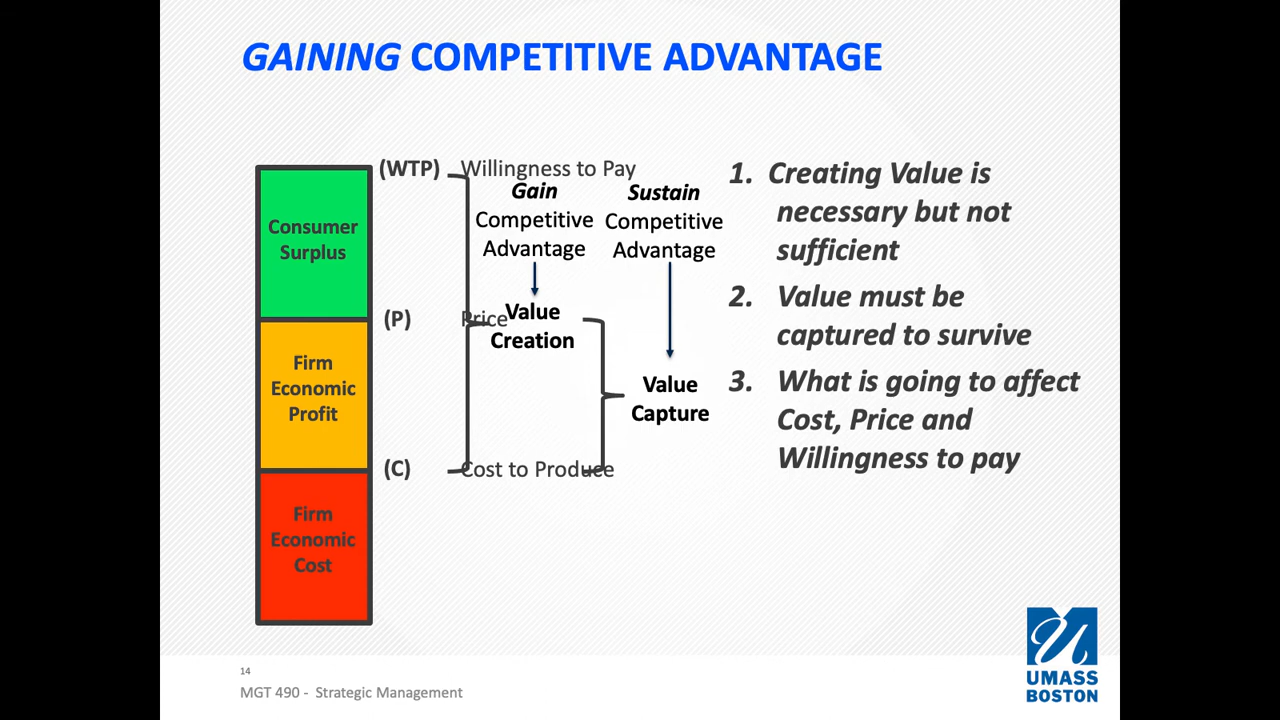 GAINING COMPETITIVE ADVANTAGE
Consumer
Surplus
Firm
Economic
Profit
Firm
Economic
Cost
(WTP) Willingness to Pay
(P) Price
(C) Cost to Produce
Gain
Competitive
Advantage
Value
Creation
Sustain
Competitive
Advantage
Value
Capture
1. Creating Value is
necessary but not
sufficient
2. Value must be
captured to survive
3. What is going to affect
Cost, Price and
Willingness to pay
14
MGT 490 - Strategic Management
UMASS
BOSTON